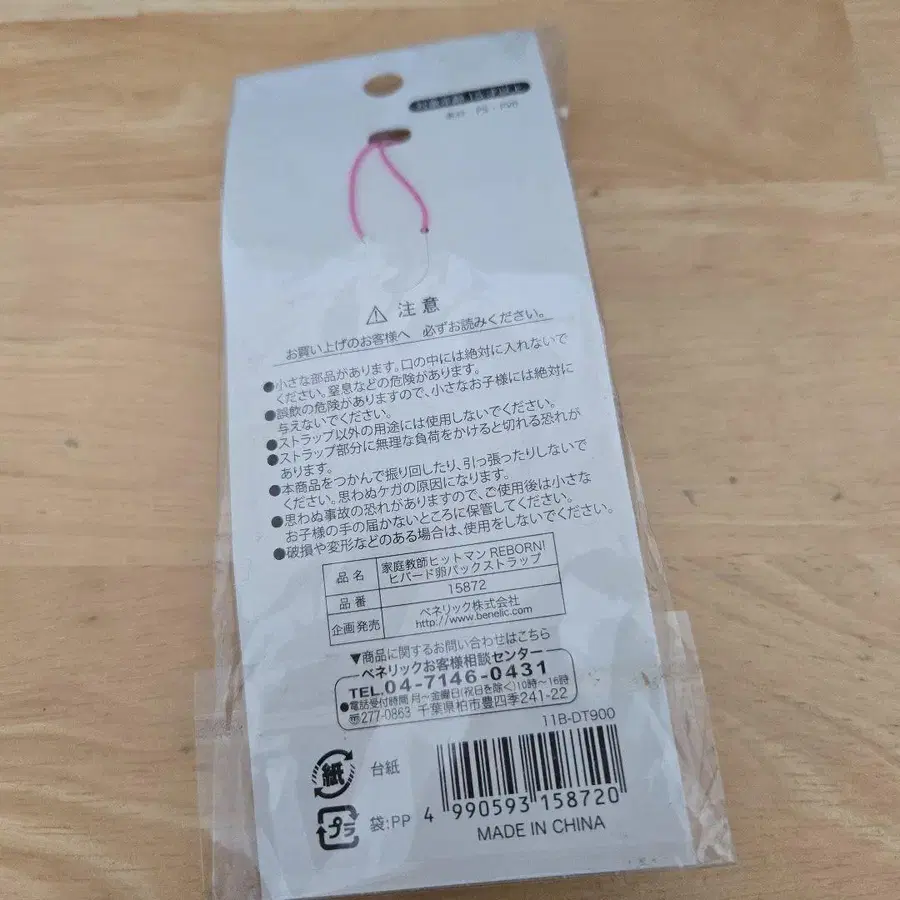 対象年齢 15才以上
素材 PS・PVC
注意
お買い上げのお客様へ 必ずお読みください。
●小さな部品があります。口の中には絶対に入れないで
ください。窒息などの危険があります。
●誤飲の危険がありますので、小さなお子様には絶対に
与えないでください。
●ストラップ以外の用途には使用しないでください。
●ストラップ部分に無理な負荷をかけると切れる恐れが
あります。
●本商品をつかんで振り回したり、引っ張ったりしないで
ください。思わぬケガの原因になります。
●思わぬ事故の恐れがありますので、ご使用後は小さな
お子様の手の届かないところに保管してください。
●破損や変形などのある場合は、使用をしないでください。
品名 家庭教師ヒットマン REBORN!
ヒバード卵パックストラップ
品番 15872
企画発売 ベネリック株式会社
http://www.benelic.com
▼商品に関するお問い合わせはこちら
ベネリックお客様相談センター
TEL.04-7146-0431
●電話受付時間 月～金曜日(祝日を除く)10時～16時
〒277-0863 千葉県柏市豊四季241-22
11B-DT900
紙 台紙
プラ 袋:PP
4 990593 158720
MADE IN CHINA